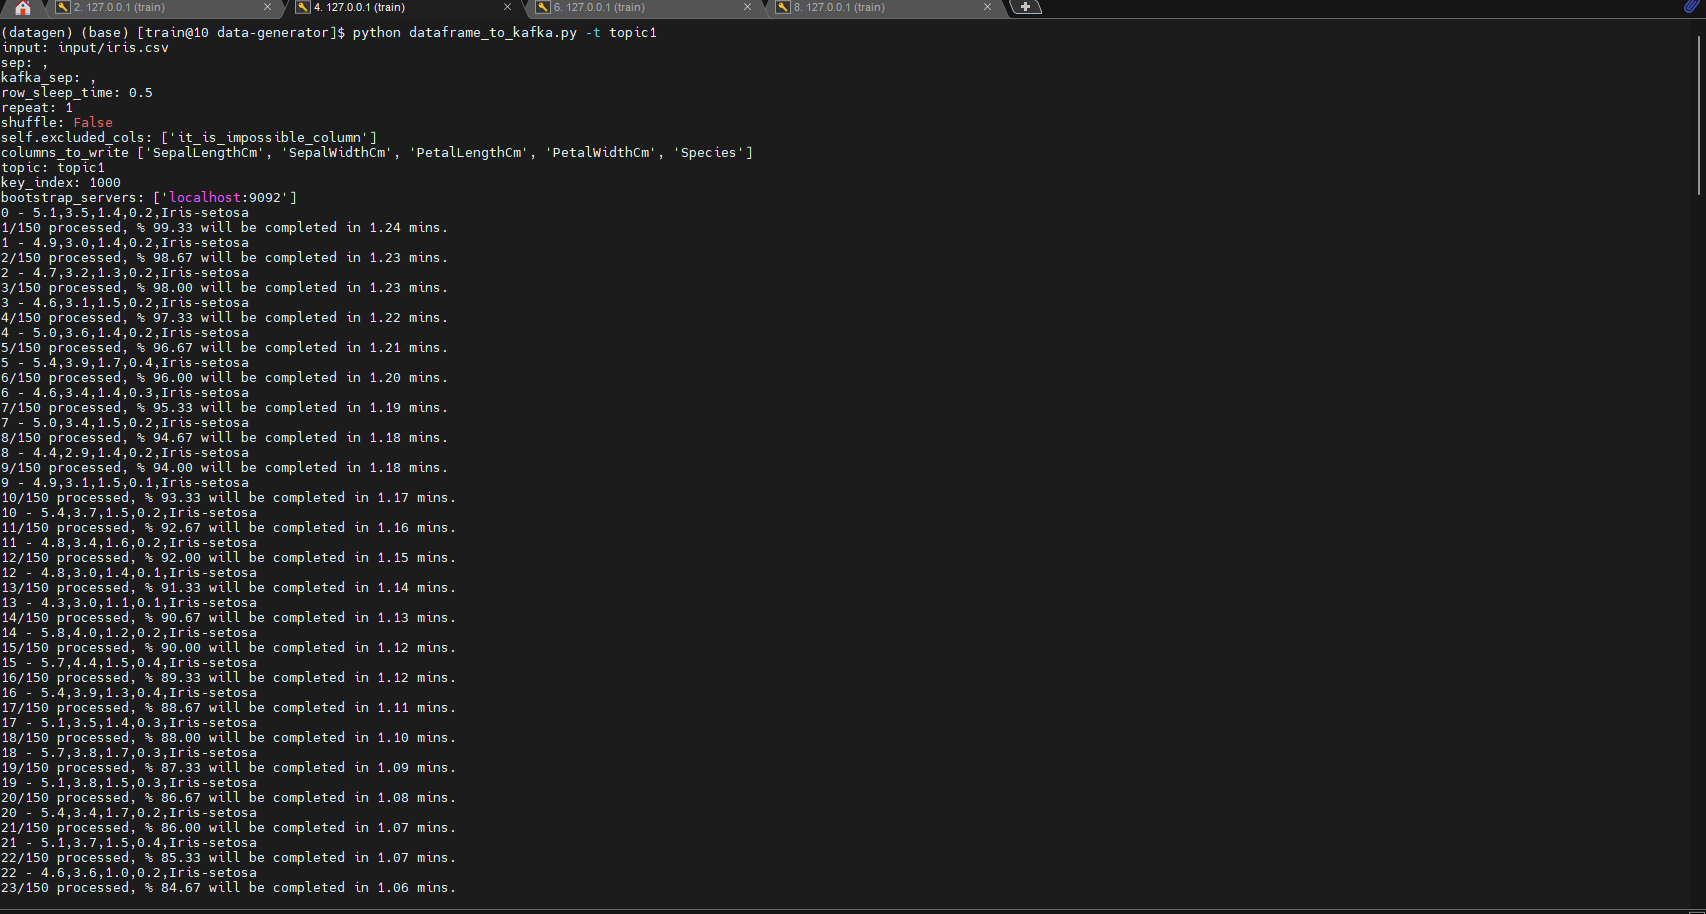 2. 127.0.0.1 (train)
4. 127.0.0.1 (train)
6. 127.0.0.1 (train)
8. 127.0.0.1 (train)
(datagen) (base) [train@10 data-generator]$ python dataframe_to_kafka.py -t topic1
input: input/iris.csv
sep: ,
kafka_sep: ,
row_sleep_time: 0.5
repeat: 1
shuffle: False
self.excluded_cols: ['it_is_impossible_column']
columns_to_write ['SepalLengthCm', 'SepalWidthCm', 'PetalLengthCm', 'PetalWidthCm', 'Species']
topic: topic1
key_index: 1000
bootstrap_servers: ['localhost:9092']
0 - 5.1,3.5,1.4,0.2,Iris-setosa
1/150 processed, % 99.33 will be completed in 1.24 mins.
1 - 4.9,3.0,1.4,0.2,Iris-setosa
2/150 processed, % 98.67 will be completed in 1.23 mins.
2 - 4.7,3.2,1.3,0.2,Iris-setosa
3/150 processed, % 98.00 will be completed in 1.23 mins.
3 - 4.6,3.1,1.5,0.2,Iris-setosa
4/150 processed, % 97.33 will be completed in 1.22 mins.
4 - 5.0,3.6,1.4,0.2,Iris-setosa
5/150 processed, % 96.67 will be completed in 1.21 mins.
5 - 5.4,3.9,1.7,0.4,Iris-setosa
6/150 processed, % 96.00 will be completed in 1.20 mins.
6 - 4.6,3.4,1.4,0.3,Iris-setosa
7/150 processed, % 95.33 will be completed in 1.19 mins.
7 - 5.0,3.4,1.5,0.2,Iris-setosa
8/150 processed, % 94.67 will be completed in 1.18 mins.
8 - 4.4,2.9,1.4,0.2,Iris-setosa
9/150 processed, % 94.00 will be completed in 1.18 mins.
9 - 4.9,3.1,1.5,0.1,Iris-setosa
10/150 processed, % 93.33 will be completed in 1.17 mins.
10 - 5.4,3.7,1.5,0.2,Iris-setosa
11/150 processed, % 92.67 will be completed in 1.16 mins.
11 - 4.8,3.4,1.6,0.2,Iris-setosa
12/150 processed, % 92.00 will be completed in 1.15 mins.
12 - 4.8,3.0,1.4,0.1,Iris-setosa
13/150 processed, % 91.33 will be completed in 1.14 mins.
13 - 4.3,3.0,1.1,0.1,Iris-setosa
14/150 processed, % 90.67 will be completed in 1.13 mins.
14 - 5.8,4.0,1.2,0.2,Iris-setosa
15/150 processed, % 90.00 will be completed in 1.12 mins.
15 - 5.7,4.4,1.5,0.4,Iris-setosa
16/150 processed, % 89.33 will be completed in 1.12 mins.
16 - 5.4,3.9,1.3,0.4,Iris-setosa
17/150 processed, % 88.67 will be completed in 1.11 mins.
17 - 5.1,3.5,1.4,0.3,Iris-setosa
18/150 processed, % 88.00 will be completed in 1.10 mins.
18 - 5.7,3.8,1.7,0.3,Iris-setosa
19/150 processed, % 87.33 will be completed in 1.09 mins.
19 - 5.1,3.8,1.5,0.3,Iris-setosa
20/150 processed, % 86.67 will be completed in 1.08 mins.
20 - 5.4,3.4,1.7,0.2,Iris-setosa
21/150 processed, % 86.00 will be completed in 1.07 mins.
21 - 5.1,3.7,1.5,0.4,Iris-setosa
22/150 processed, % 85.33 will be completed in 1.07 mins.
22 - 4.6,3.6,1.0,0.2,Iris-setosa
23/150 processed, % 84.67 will be completed in 1.06 mins.